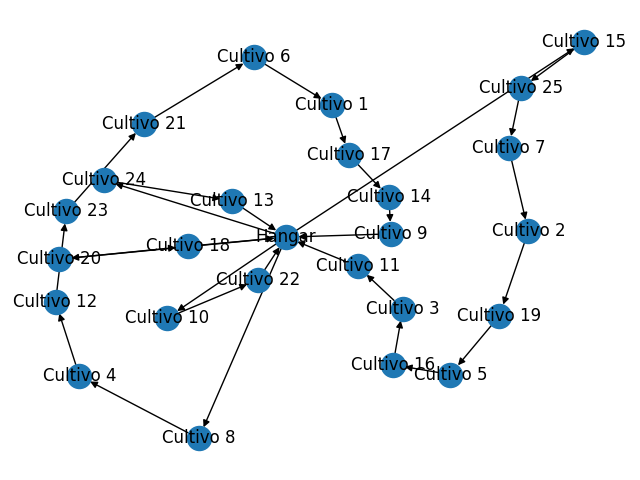 Cultivo 15
Cultivo 6
Cultivo 25
Cultivo 1
Cultivo 21
Cultivo 7
Cultivo 17
Cultivo 24
Cultivo 13
Cultivo 14
Cultivo 23
Cultivo 2
Cultivo 9
Hangar
Cultivo 18
Cultivo 20
Cultivo 11
Cultivo 22
Cultivo 12
Cultivo 3
Cultivo 10
Cultivo 19
Cultivo 16
Cultivo 5
Cultivo 4
Cultivo 8